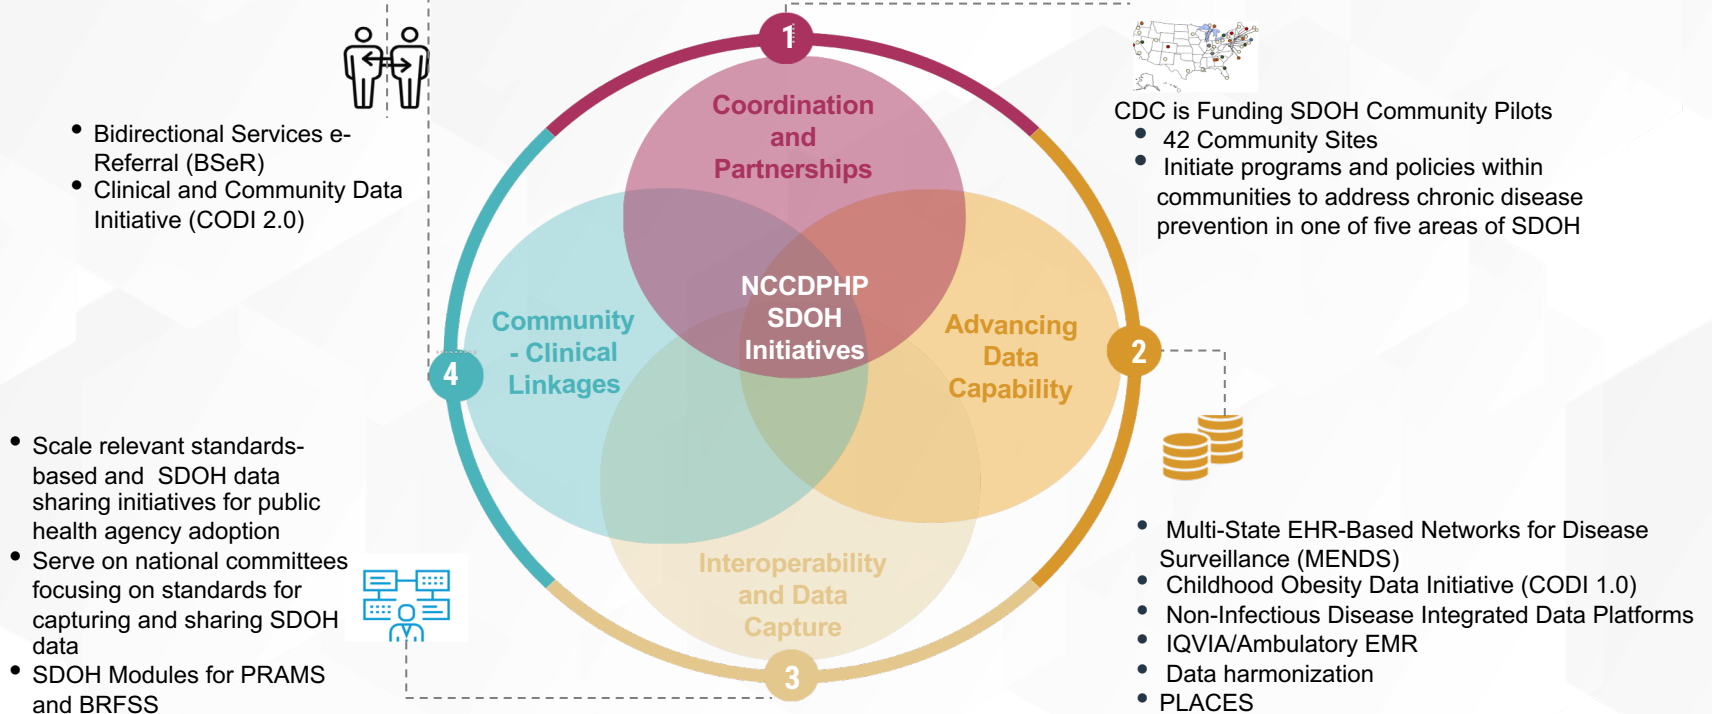 1
Coordination
and
Partnerships
CDC is Funding SDOH Community Pilots
• 42 Community Sites
• Initiate programs and policies within
communities to address chronic disease
prevention in one of five areas of SDOH
• Bidirectional Services e-
Referral (BSeR)
• Clinical and Community Data
Initiative (CODI 2.0)
NCCDPHP
SDOH
Initiatives
Community
- Clinical
Linkages
4
Advancing
Data
Capability
2
• Scale relevant standards-
based and SDOH data
sharing initiatives for public
health agency adoption
• Serve on national committees
focusing on standards for
capturing and sharing SDOH
data
• SDOH Modules for PRAMS
and BRFSS
Interoperability
and Data
Capture
3
• Multi-State EHR-Based Networks for Disease
Surveillance (MENDS)
• Childhood Obesity Data Initiative (CODI 1.0)
• Non-Infectious Disease Integrated Data Platforms
• IQVIA/Ambulatory EMR
• Data harmonization
• PLACES